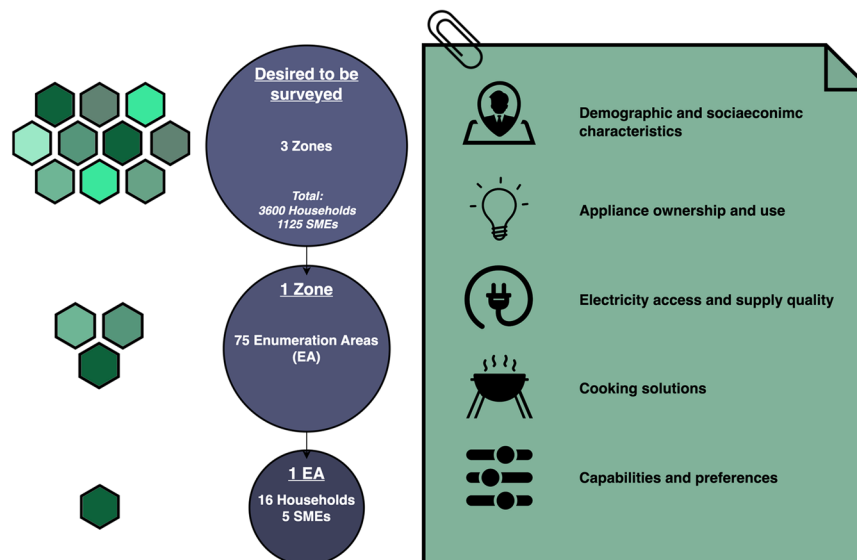 Desired to be
surveyed
3 Zones
Total:
3600 Households
1125 SMEs
1 Zone
75 Enumeration Areas
(EA)
1 EA
16 Households
5 SMEs
Demographic and sociaeconimc
characteristics
Appliance ownership and use
Electricity access and supply quality
Cooking solutions
Capabilities and preferences